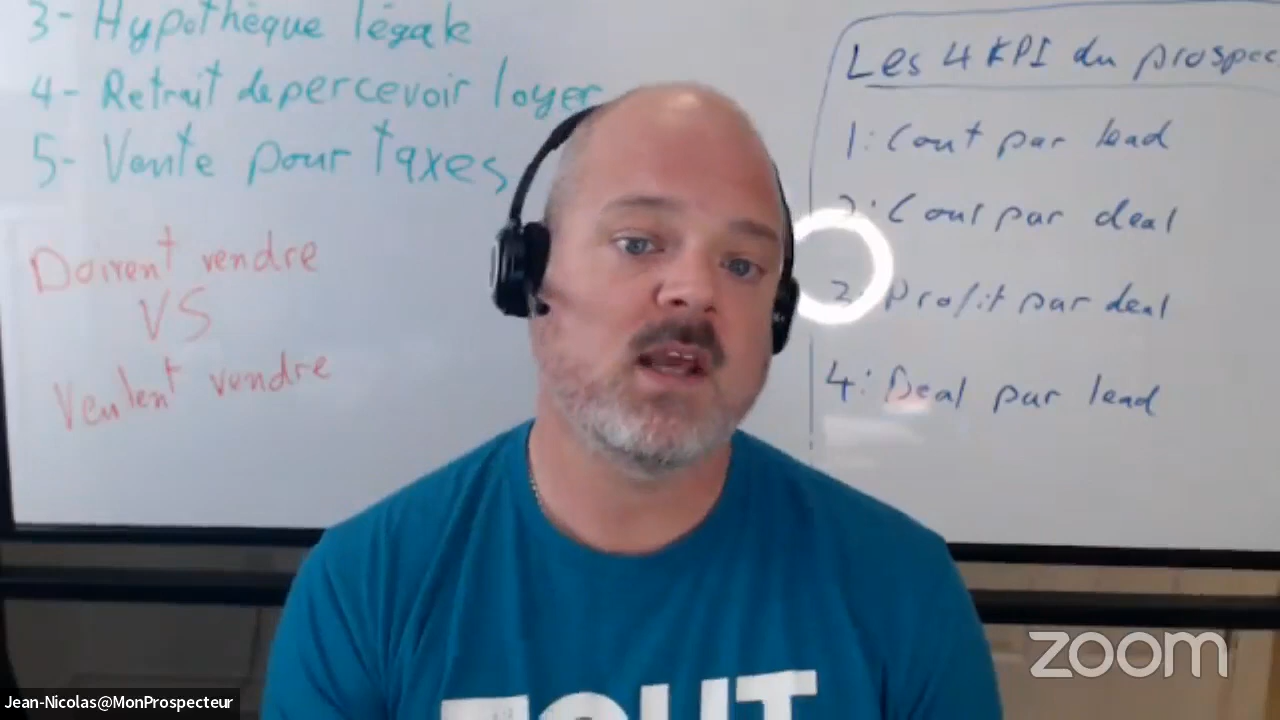 3- Hypothèque légale
4- Retrait de percevoir loyer
5- Vente pour taxes
Doivent vendre
VS
Veulent vendre
Les 4 KPI du prospec
1: Cout par lead
2: Cout par deal
3 Profit par deal
4: Deal par lead
TOUT
zoom
Jean-Nicolas@MonProspecteur